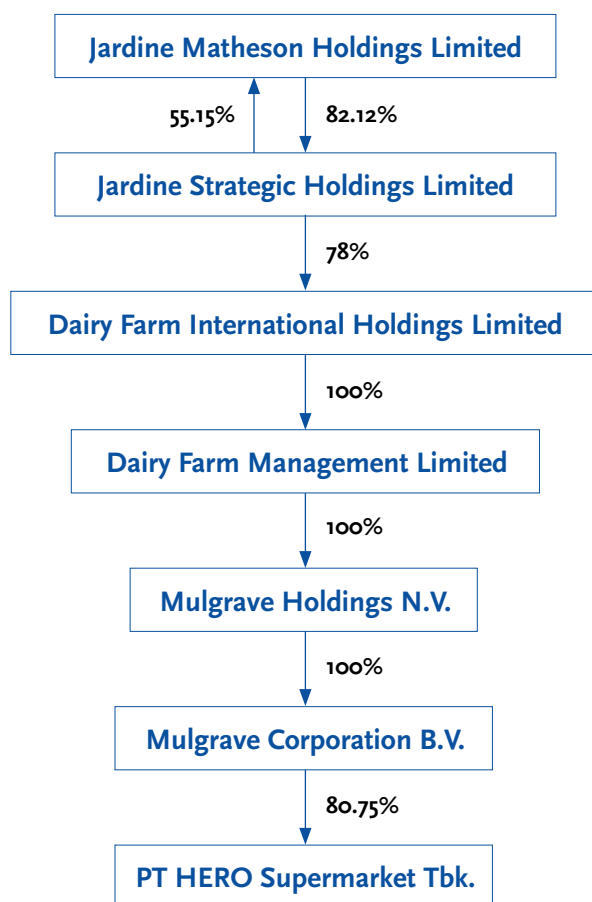 Jardine Matheson Holdings Limited
55.15% 82.12%
Jardine Strategic Holdings Limited
78%
Dairy Farm International Holdings Limited
100%
Dairy Farm Management Limited
100%
Mulgrave Holdings N.V.
100%
Mulgrave Corporation B.V.
80.75%
PT HERO Supermarket Tbk.